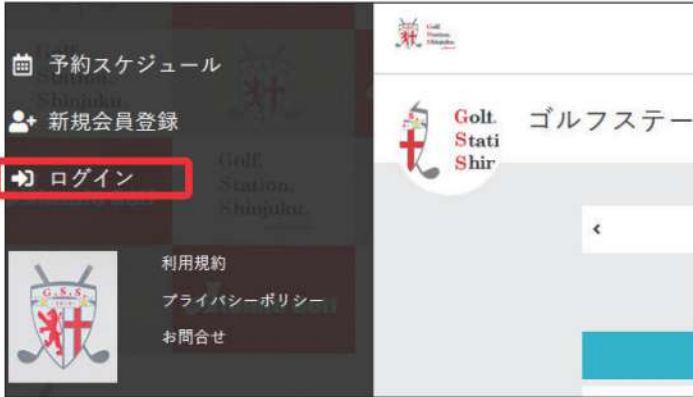 予約スケジュール
新規会員登録
ログイン
Golf.
Station.
Shinjuku.
利用規約
プライバシーポリシー
お問合せ
G.S.S.
Golf.
Stati
Shir
ゴルフステー